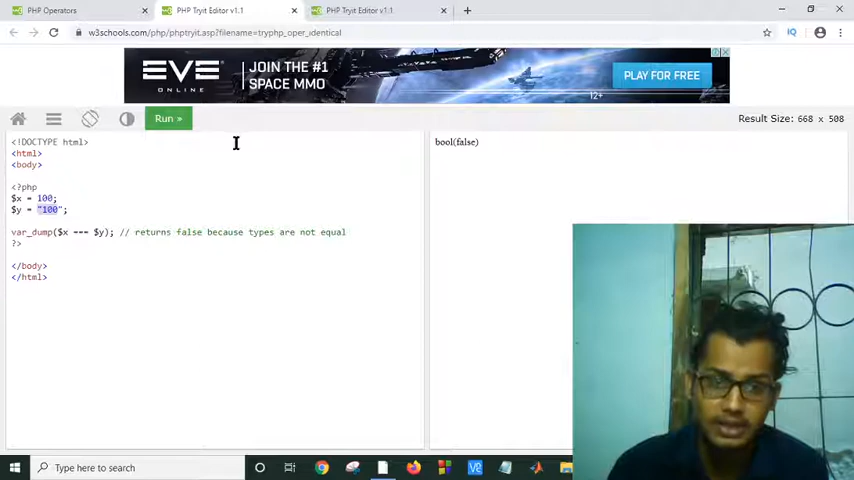 PHP Operators
PHP Tryit Editor v1.1
PHP Tryit Editor v1.1
w3schools.com/php/phptryit.asp?filename=tryphp_oper_identical
EVE
ONLINE
JOIN THE #1
SPACE MMO
PLAY FOR FREE
12+
Run »
Result Size: 668 x 508
<!DOCTYPE html>
<html>
<body>
<?php
$x = 100;
$y = "100";
var_dump($x === $y); // returns false because types are not equal
?>
</body>
</html>
bool(false)
Type here to search